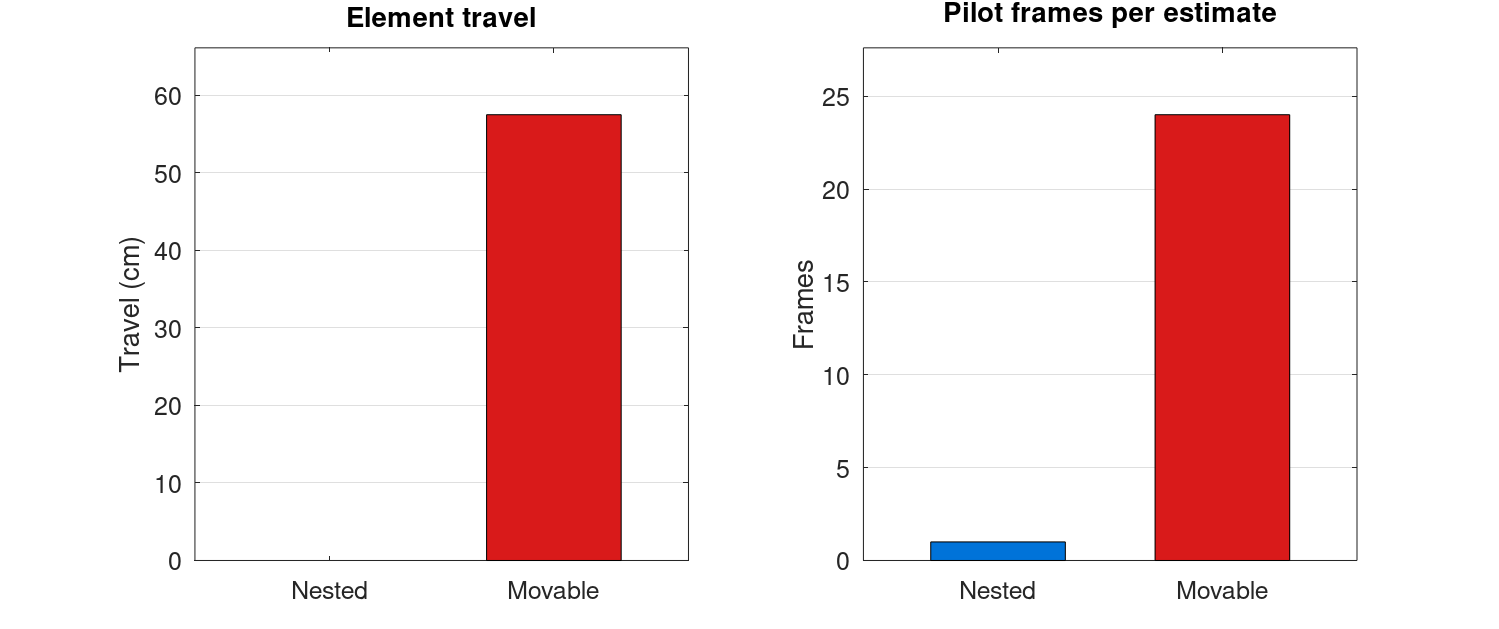 Element travel
Travel (cm)
60
50
40
30
20
10
0
Nested Movable
Pilot frames per estimate
Frames
25
20
15
10
5
0
Nested Movable